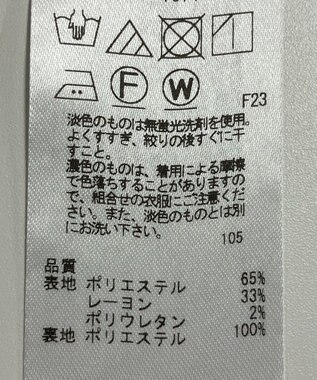 F W
F23
淡色のものは無蛍光洗剤を使用。
よくすすぎ、絞りの後すぐに干
すこと。
濃色のものは、着用による摩擦
で色落ちすることがありますの
で、組合せの衣服にご注意くだ
さい。また、淡色のものとは別
にお洗い下さい。
105
品質
表地 ポリエステル 65%
レーヨン 33%
ポリウレタン 2%
裏地 ポリエステル 100%